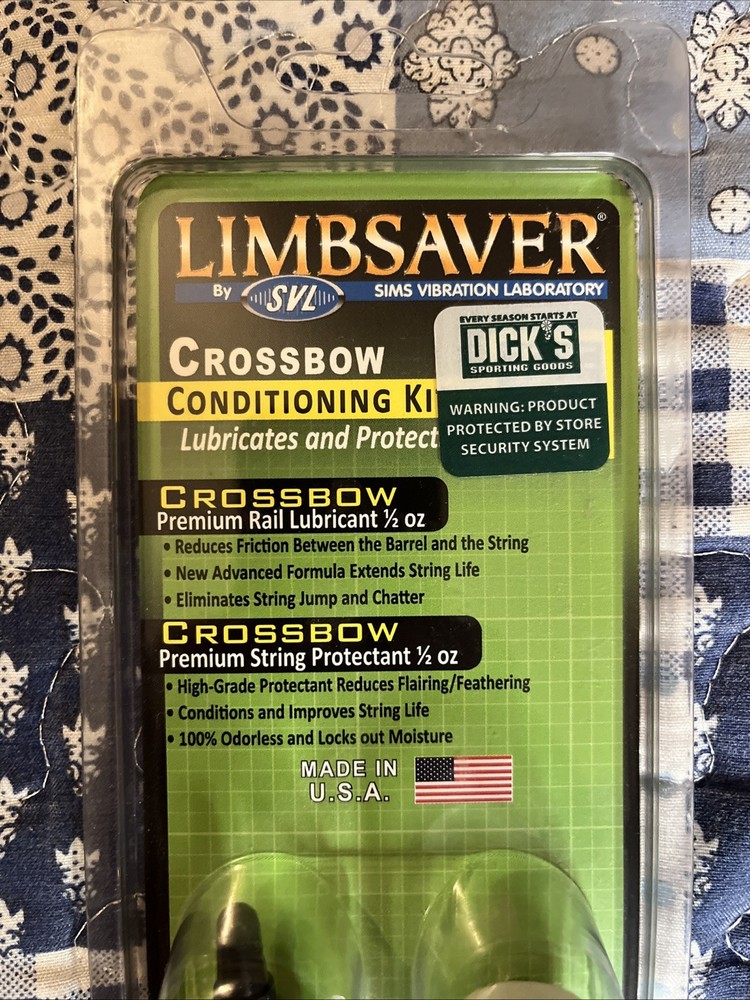 LIMBSAVER®
By SVL SIMS VIBRATION LABORATORY
EVERY SEASON STARTS AT
DICK'S
SPORTING GOODS
WARNING: PRODUCT
PROTECTED BY STORE
SECURITY SYSTEM
CROSSBOW
CONDITIONING KI
Lubricates and Protect
CROSSBOW
Premium Rail Lubricant ½ oz
• Reduces Friction Between the Barrel and the String
• New Advanced Formula Extends String Life
• Eliminates String Jump and Chatter
CROSSBOW
Premium String Protectant ½ oz
• High-Grade Protectant Reduces Flairing/Feathering
• Conditions and Improves String Life
• 100% Odorless and Locks out Moisture
MADE IN
U.S.A.